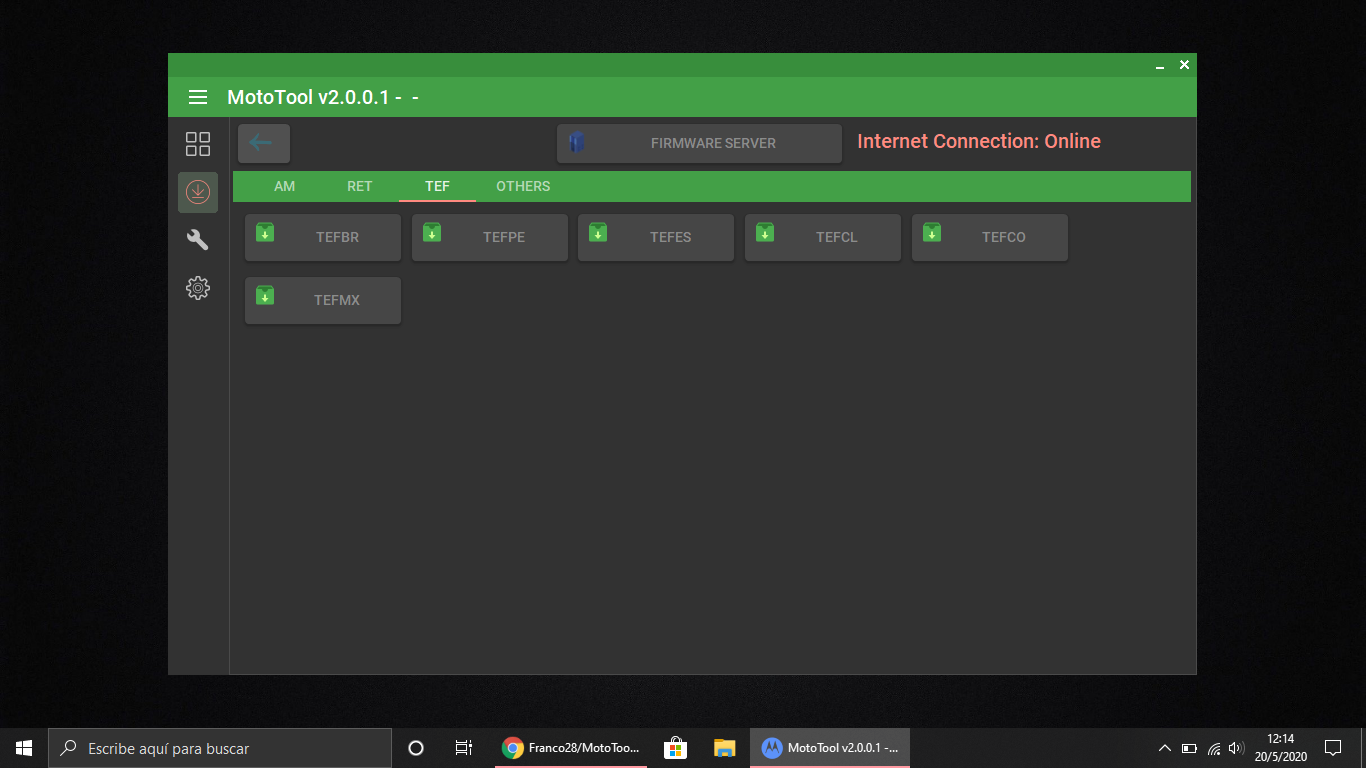 MotoTool v2.0.0.1 -  -
FIRMWARE SERVER
Internet Connection: Online
AM RET TEF OTHERS
TEFBR TEFPE TEFES TEFCL TEFCO
TEFMX
Escribe aquí para buscar
Franco28/MotoToo...
MotoTool v2.0.0.1 -...
12:14
20/5/2020